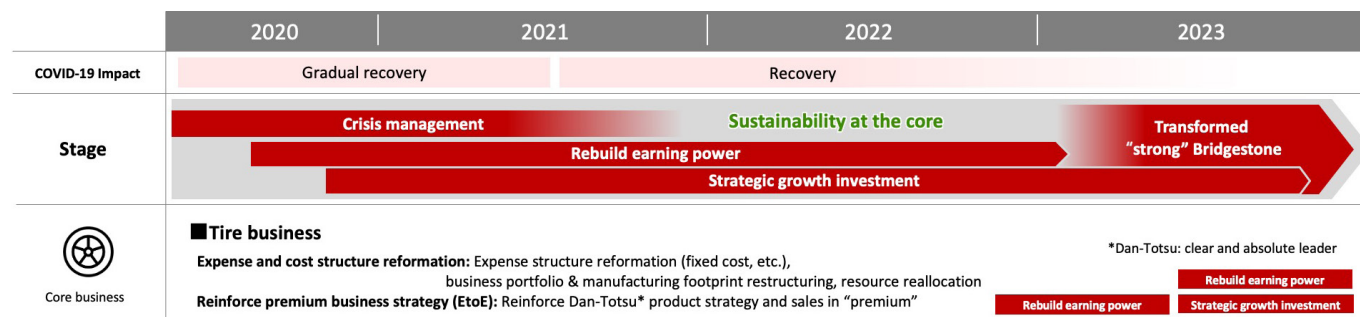 2020 2021 2022 2023
COVID-19 Impact
Gradual recovery
Recovery
Stage
Crisis management
Sustainability at the core
Rebuild earning power
Strategic growth investment
Transformed
“strong” Bridgestone
Core business
■Tire business
*Dan-Totsu: clear and absolute leader
Expense and cost structure reformation: Expense structure reformation (fixed cost, etc.),
business portfolio & manufacturing footprint restructuring, resource reallocation
Rebuild earning power
Reinforce premium business strategy (EtoE): Reinforce Dan-Totsu* product strategy and sales in “premium”
Rebuild earning power
Strategic growth investment